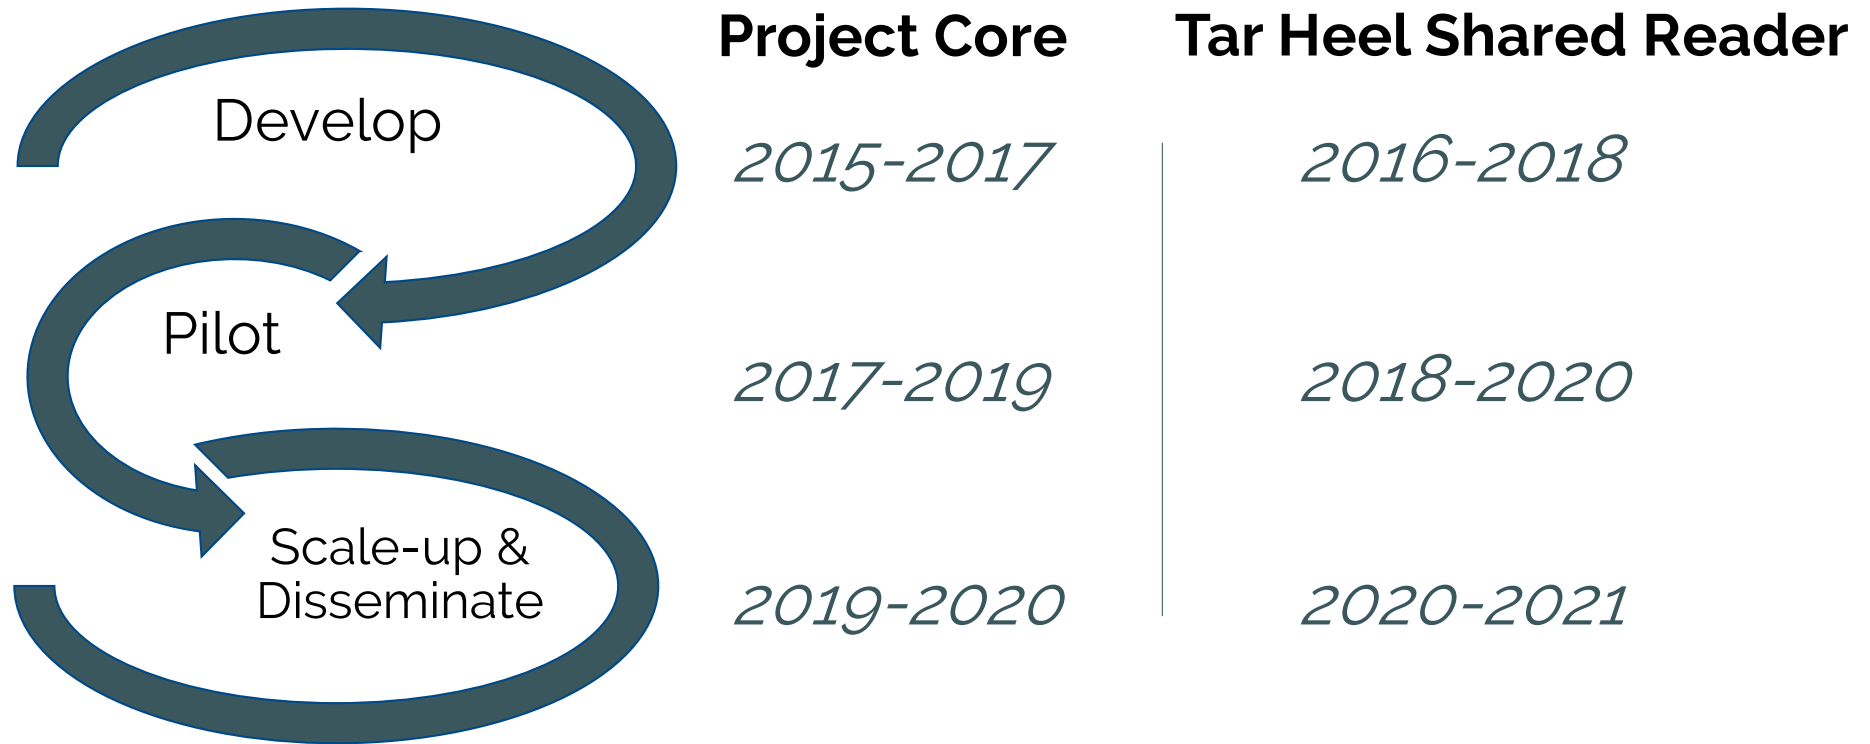 Project Core Tar Heel Shared Reader
Develop 2015-2017 2016-2018
Pilot 2017-2019 2018-2020
Scale-up &
Disseminate 2019-2020 2020-2021